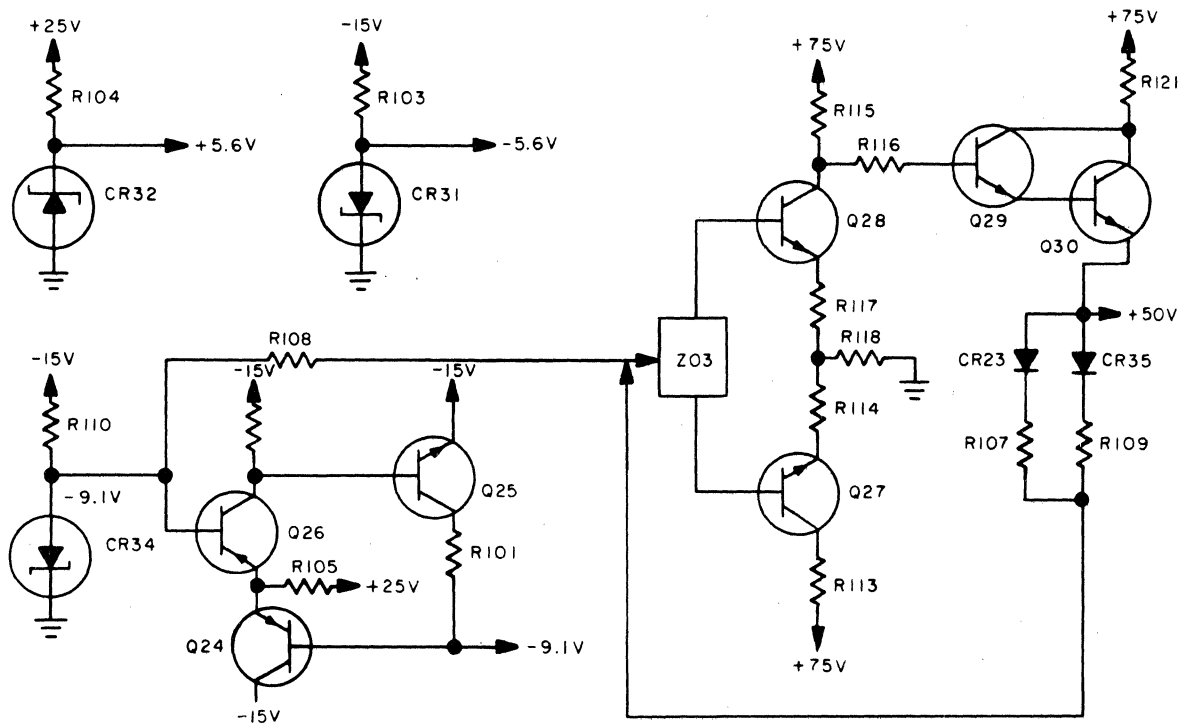 +25V
R104
+5.6V
CR32
-15V
R103
-5.6V
CR31
+75V
R115
R116
Q28
Q29
+75V
R121
Q30
R117
R118
+50V
CR23
CR35
R107
R109
R114
Q27
R113
+75V
Z03
R108
-15V
R110
-9.1V
CR34
-15V
Q26
-15V
Q25
R101
R105
+25V
Q24
-15V
-9.1V